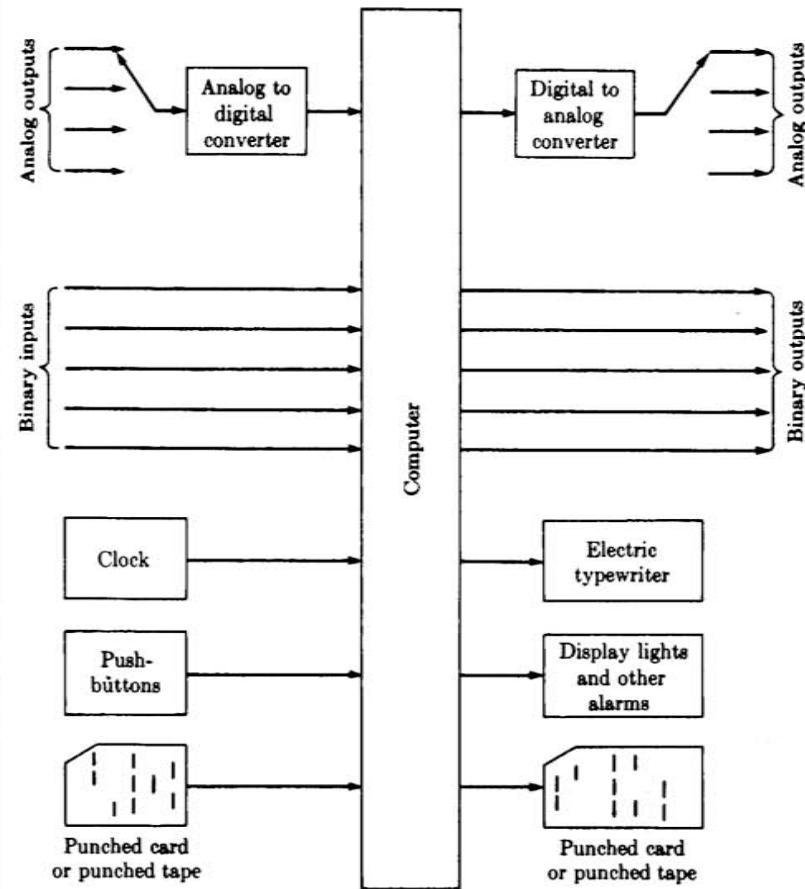 Analog outputs
Analog to
digital
converter
Digital to
analog
converter
Analog outputs
Binary inputs
Computer
Binary outputs
Clock
Electric
typewriter
Push-
buttons
Display lights
and other
alarms
Punched card
or punched tape
Punched card
or punched tape